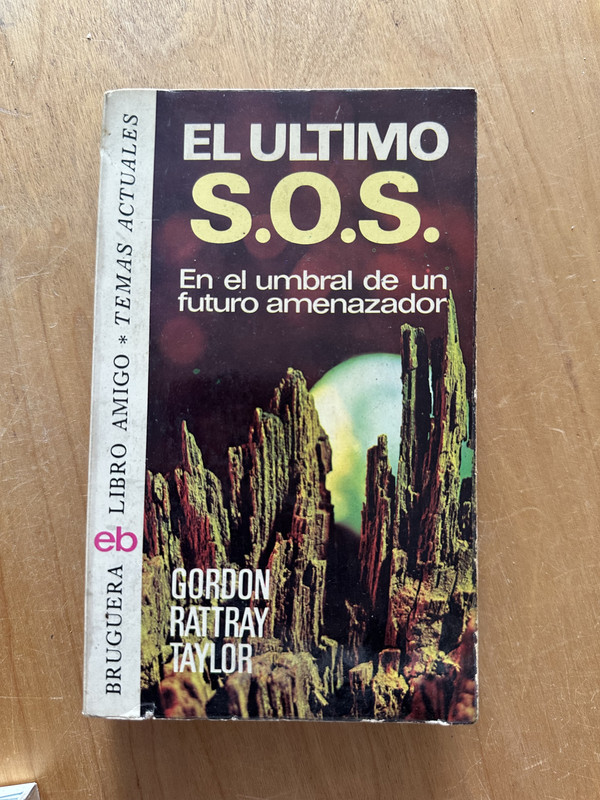 EL ULTIMO
S.O.S.
En el umbral de un
futuro amenazador
GORDON
RATTRAY
TAYLOR
BRUGUERA eb LIBRO AMIGO * TEMAS ACTUALES